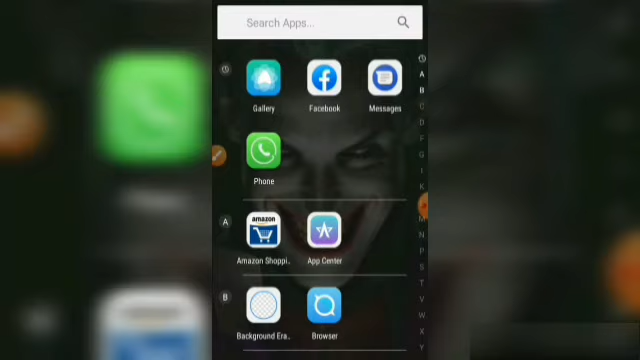 Search Apps...
Gallery
Facebook
Messages
Phone
A
amazon
Amazon Shoppi..
App Center
B
Background Era..
Browser
A
B
C
D
F
G
I
K
M
N
P
S
T
V
W
X
Y